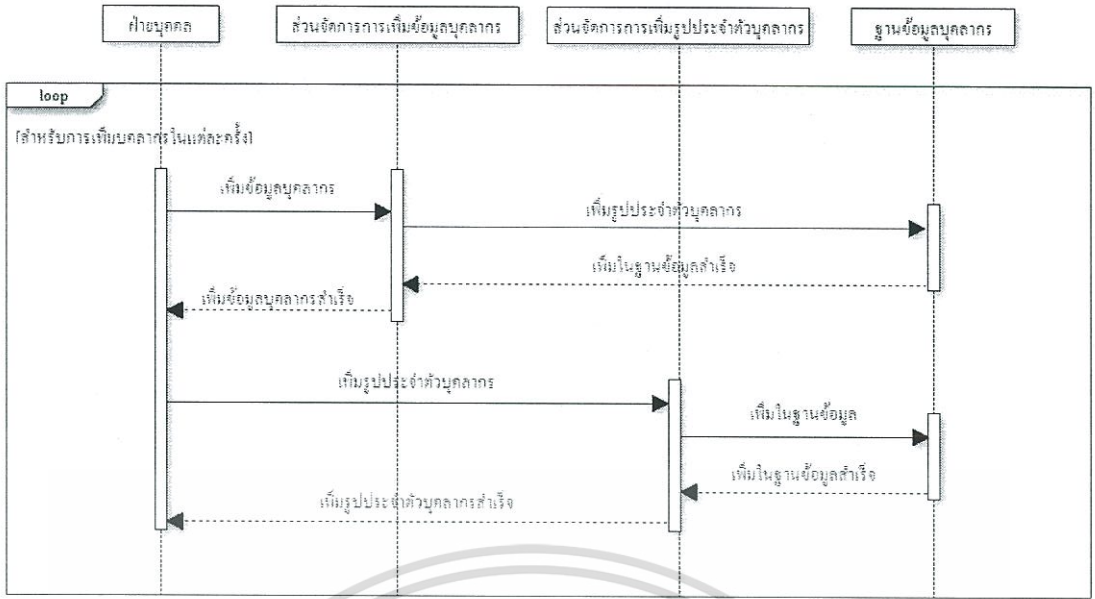 ฝ่ายบุคคล
ส่วนจัดการการเพิ่มข้อมูลบุคลากร
ส่วนจัดการการเพิ่มรูปประจำตัวบุคลากร
ฐานข้อมูลบุคลากร
loop
[สำหรับการเพิ่มบุคลากรในแต่ละครั้ง]
เพิ่มข้อมูลบุคลากร
เพิ่มรูปประจำตัวบุคลากร
เพิ่มในฐานข้อมูลสำเร็จ
เพิ่มข้อมูลบุคลากรสำเร็จ
เพิ่มรูปประจำตัวบุคลากร
เพิ่มในฐานข้อมูล
เพิ่มในฐานข้อมูลสำเร็จ
เพิ่มรูปประจำตัวบุคลากรสำเร็จ